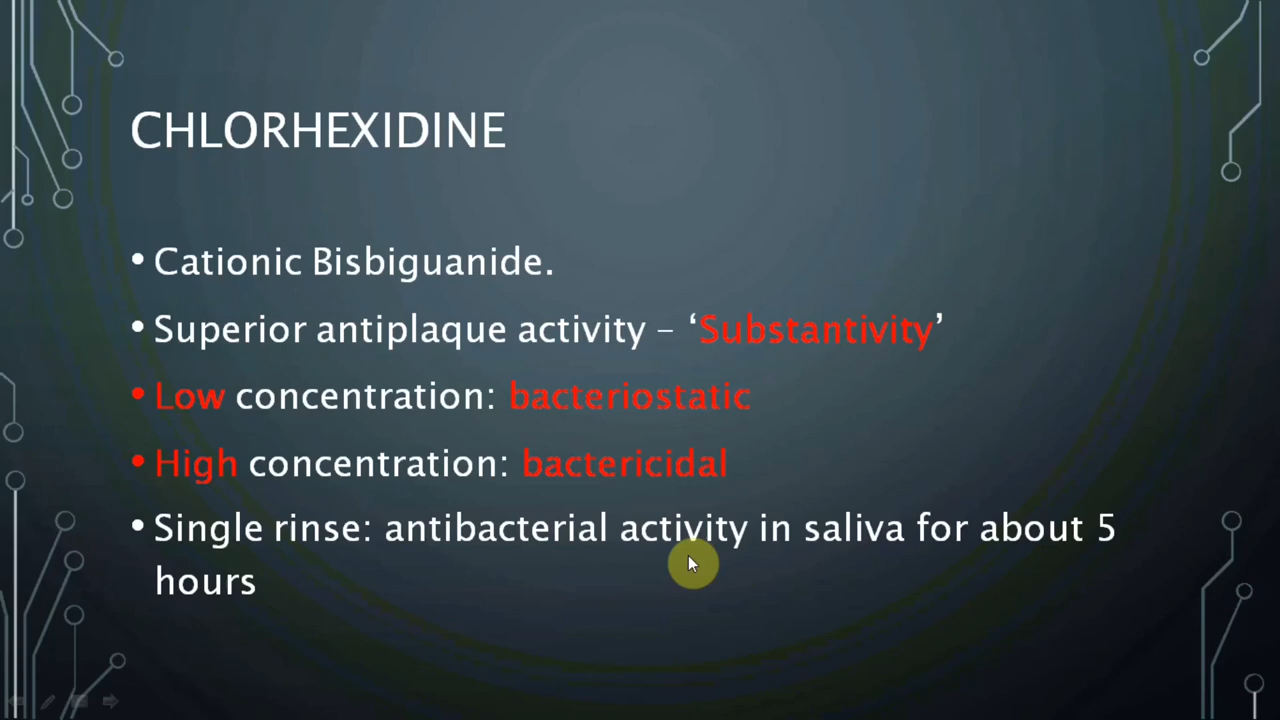 CHLORHEXIDINE
• Cationic Bisbiguanide.
• Superior antiplaque activity – ‘Substantivity’
• Low concentration: bacteriostatic
• High concentration: bactericidal
• Single rinse: antibacterial activity in saliva for about 5
hours